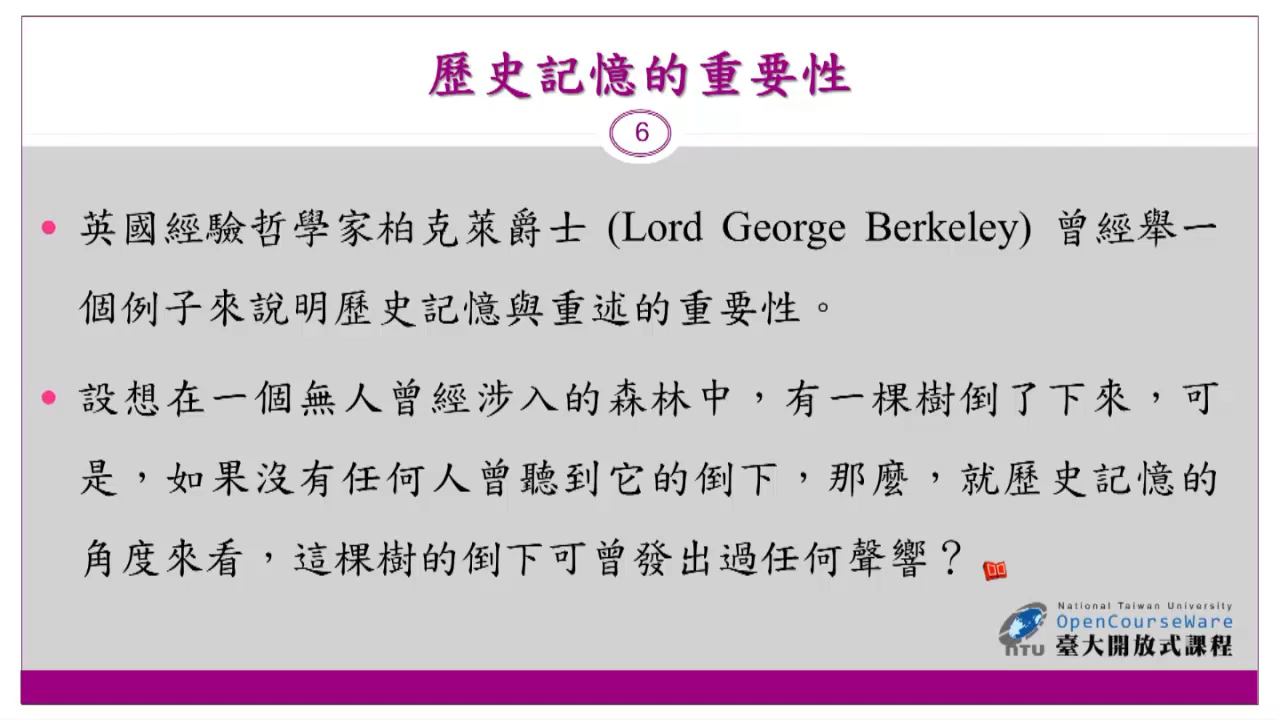 歷史記憶的重要性
6
• 英國經驗哲學家柏克萊爵士 (Lord George Berkeley) 曾經舉一
個例子來說明歷史記憶與重述的重要性。
• 設想在一個無人曾經涉入的森林中，有一棵樹倒了下來，可
是，如果沒有任何人曾聽到它的倒下，那麼，就歷史記憶的
角度來看，這棵樹的倒下可曾發出過任何聲響？
National Taiwan University
OpenCourseWare
NTU 臺大開放式課程